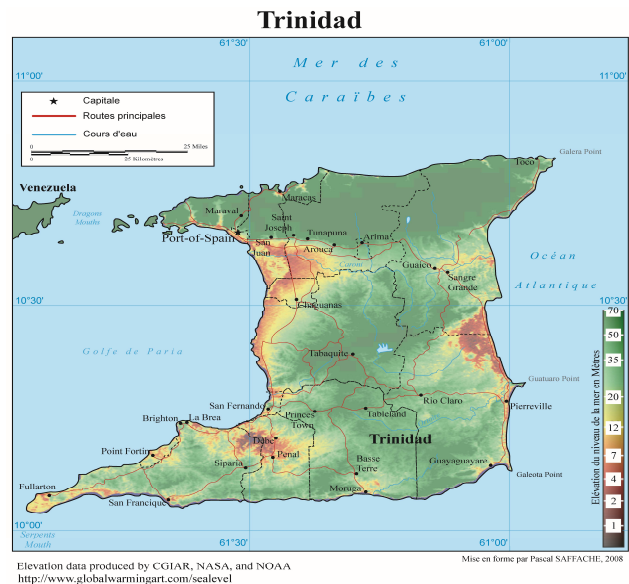 Trinidad
61°30'
61°00'
Mer des
Caraïbes
11°00'
11°00'
Capitale
Routes principales
Cours d'eau
0
25 Miles
0
25 Kilomètres
Toco
Galera Point
Venezuela
Maracas
Maraval
Dragons
Mouths
Saint
Joseph
Port-of-Spain
San
Juan
Tunapuna
Arouca
Arima
Caroni
Guaico
Sangre
Grande
Océan
Atlantique
10°30'
10°30'
Chaguanas
Golfe de Paria
Tabaquite
Guataro Point
San Fernando
Rio Claro
Pierreville
Brighton
La Brea
Princes
Town
Tableland
Trinidad
Debe
Point Fortin
Penal
Siparia
Basse
Terre
Guayaguayare
Galeota Point
Moruga
Fullarton
San Francique
Serpents
Mouth
10°00'
10°00'
61°30'
61°00'
70
50
35
20
12
7
4
2
1
Elévation du niveau de la mer en Mètres
Mise en forme par Pascal SAFFACHE, 2008
Elevation data produced by CGIAR, NASA, and NOAA
http://www.globalwarmingart.com/sealevel